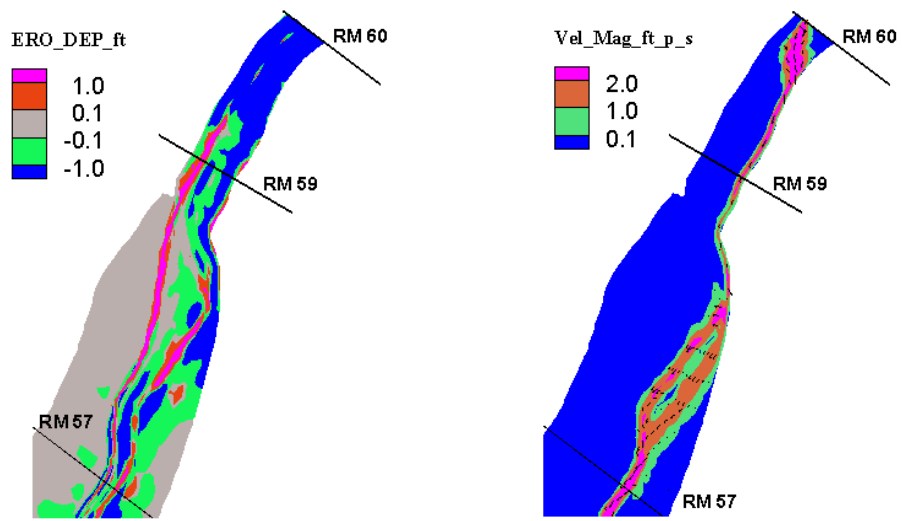 ERO_DEP_ft
1.0
0.1
-0.1
-1.0
RM 60
RM 59
RM 57
Vel_Mag_ft_p_s
2.0
1.0
0.1
RM 60
RM 59
RM 57